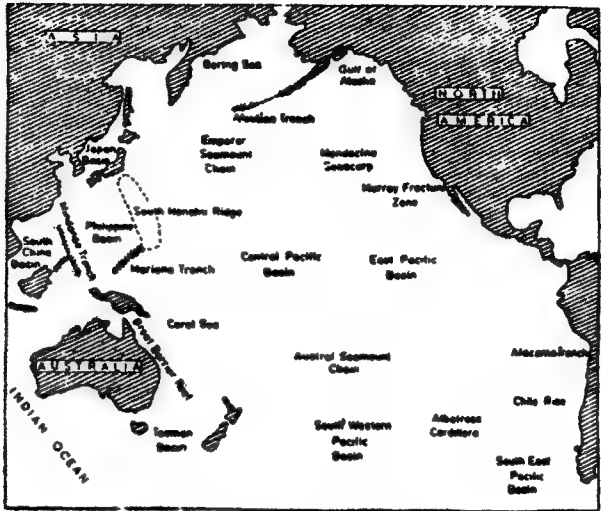 ASIA
Bering Sea
Gulf of
Alaska
NORTH
AMERICA
Aleutian Trench
Emperor
Seamount
Chain
Mendocino
Seascarp
Japan
Basin
Murray Fracture
Zone
South Honshu Ridge
Philippine
Basin
Trench
South
China
Basin
Mariana Trench
Central Pacific
Basin
East Pacific
Basin
Coral Sea
Great Barrier Reef
Austral Seamount
Chain
Atacama Trench
AUSTRALIA
Chile Rise
INDIAN OCEAN
Tasman
Basin
South Western
Pacific
Basin
Albatross
Cordillera
South East
Pacific
Basin